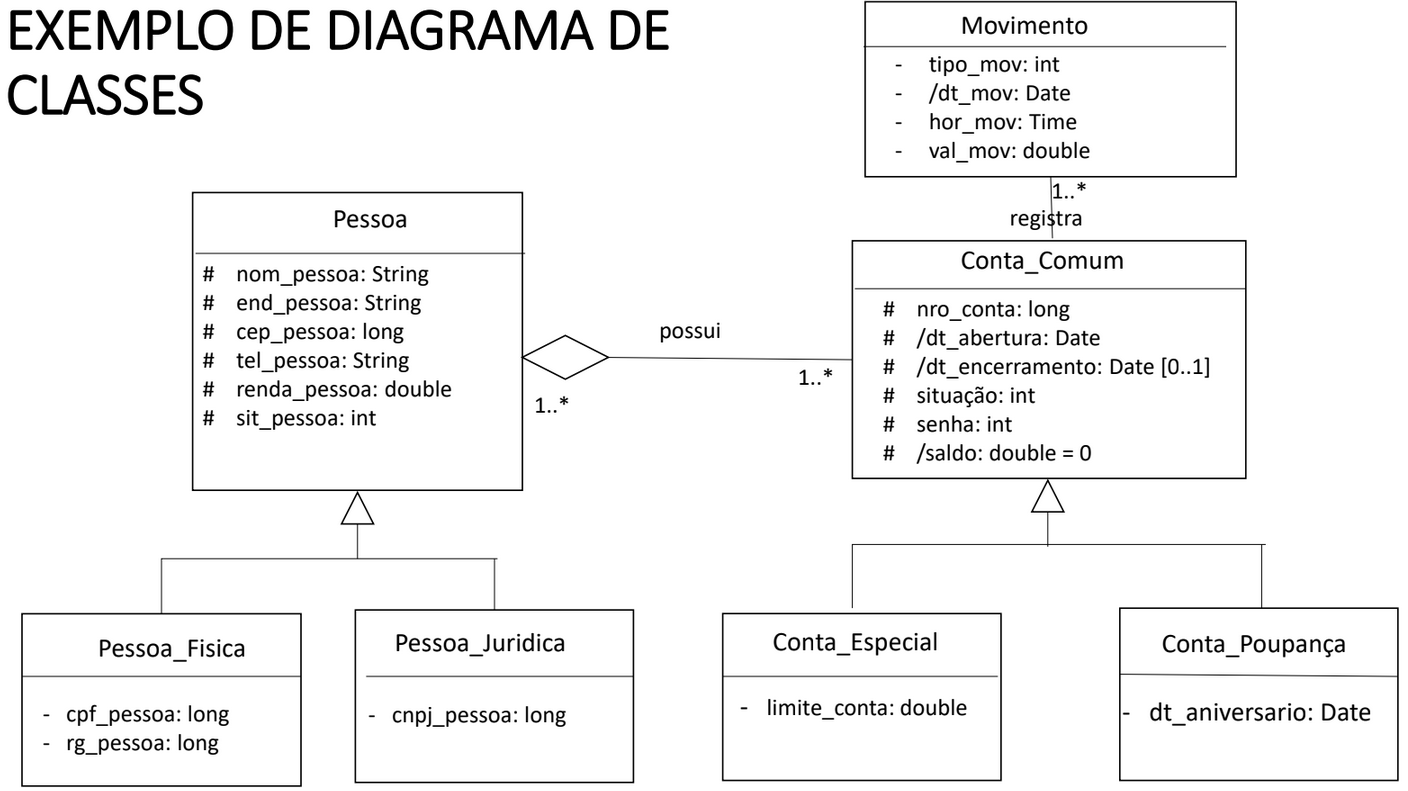 EXEMPLO DE DIAGRAMA DE
CLASSES
Movimento
- tipo_mov: int
- /dt_mov: Date
- hor_mov: Time
- val_mov: double
1..*
registra
Pessoa
# nom_pessoa: String
# end_pessoa: String
# cep_pessoa: long
# tel_pessoa: String
# renda_pessoa: double
# sit_pessoa: int
possui
1..*
1..*
Conta_Comum
# nro_conta: long
# /dt_abertura: Date
# /dt_encerramento: Date [0..1]
# situação: int
# senha: int
# /saldo: double = 0
Pessoa_Fisica
- cpf_pessoa: long
- rg_pessoa: long
Pessoa_Juridica
- cnpj_pessoa: long
Conta_Especial
- limite_conta: double
Conta_Poupança
- dt_aniversario: Date